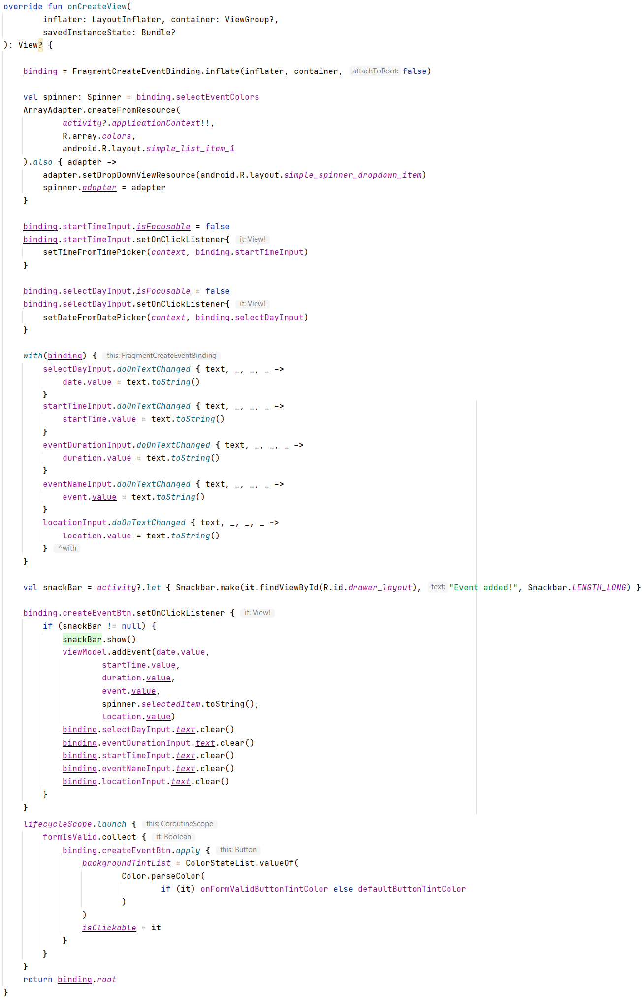 override fun onCreateView(
        inflater: LayoutInflater, container: ViewGroup?,
        savedInstanceState: Bundle?
): View? {

    binding = FragmentCreateEventBinding.inflate(inflater, container, attachToRoot: false)

    val spinner: Spinner = binding.selectEventColors
    ArrayAdapter.createFromResource(
            activity?.applicationContext!!,
            R.array.colors,
            android.R.layout.simple_list_item_1
    ).also { adapter ->
        adapter.setDropDownViewResource(android.R.layout.simple_spinner_dropdown_item)
        spinner.adapter = adapter
    }

    binding.startTimeInput.isFocusable = false
    binding.startTimeInput.setOnClickListener{ it: View!
        setTimeFromTimePicker(context, binding.startTimeInput)
    }

    binding.selectDayInput.isFocusable = false
    binding.selectDayInput.setOnClickListener{ it: View!
        setDateFromDatePicker(context, binding.selectDayInput)
    }

    with(binding) { this: FragmentCreateEventBinding
        selectDayInput.doOnTextChanged { text, _, _, _ ->
            date.value = text.toString()
        }
        startTimeInput.doOnTextChanged { text, _, _, _ ->
            startTime.value = text.toString()
        }
        eventDurationInput.doOnTextChanged { text, _, _, _ ->
            duration.value = text.toString()
        }
        eventNameInput.doOnTextChanged { text, _, _, _ ->
            event.value = text.toString()
        }
        locationInput.doOnTextChanged { text, _, _, _ ->
            location.value = text.toString()
        } ^with
    }

    val snackBar = activity?.let { Snackbar.make(it.findViewById(R.id.drawer_layout), text: "Event added!", Snackbar.LENGTH_LONG) }

    binding.createEventBtn.setOnClickListener { it: View!
        if (snackBar != null) {
            snackBar.show()
            viewModel.addEvent(date.value,
                    startTime.value,
                    duration.value,
                    event.value,
                    spinner.selectedItem.toString(),
                    location.value)
            binding.selectDayInput.text.clear()
            binding.eventDurationInput.text.clear()
            binding.startTimeInput.text.clear()
            binding.eventNameInput.text.clear()
            binding.locationInput.text.clear()
        }
    }
    lifecycleScope.launch { this: CoroutineScope
        formIsValid.collect { it: Boolean
            binding.createEventBtn.apply { this: Button
                backgroundTintList = ColorStateList.valueOf(
                        Color.parseColor(
                                if (it) onFormValidButtonTintColor else defaultButtonTintColor
                        )
                )
                isClickable = it
            }
        }
    }
    return binding.root
}